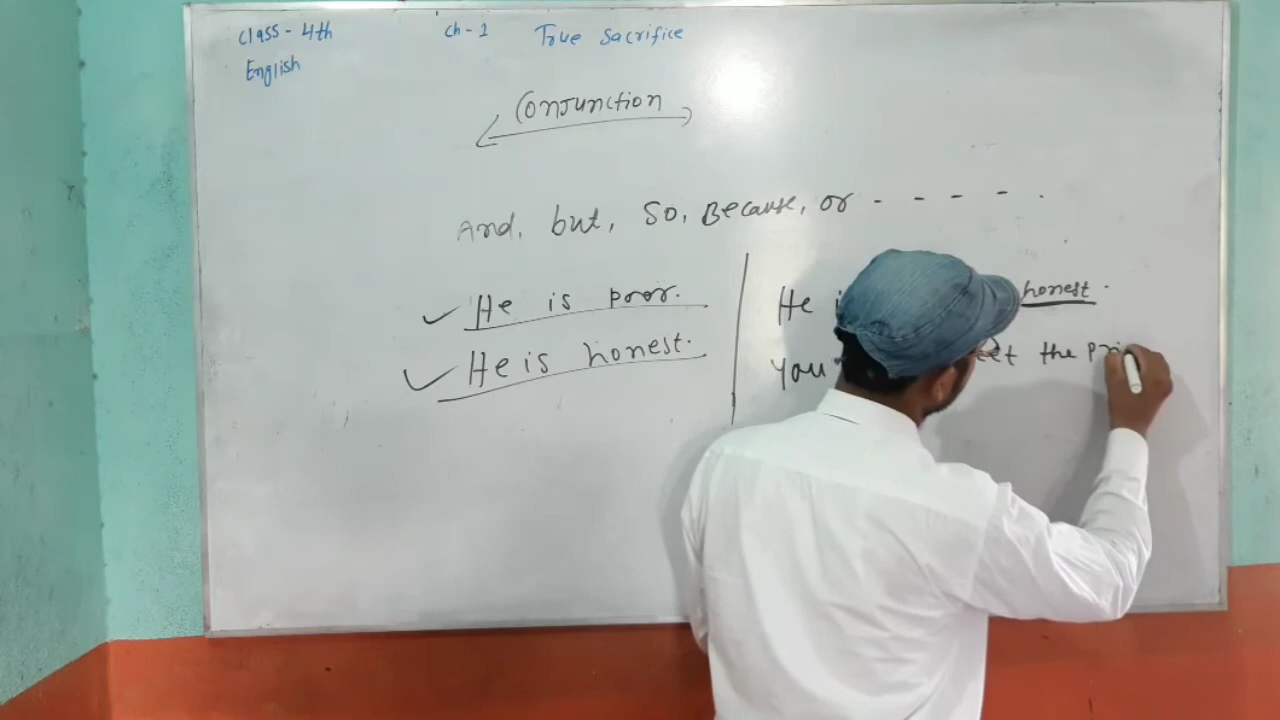 Class - 4th
Ch - 1 True Sacrifice
English
Conjunction
And, but, So, Because, or - - - - - .
He is poor.
He is honest.
He honest.
You the